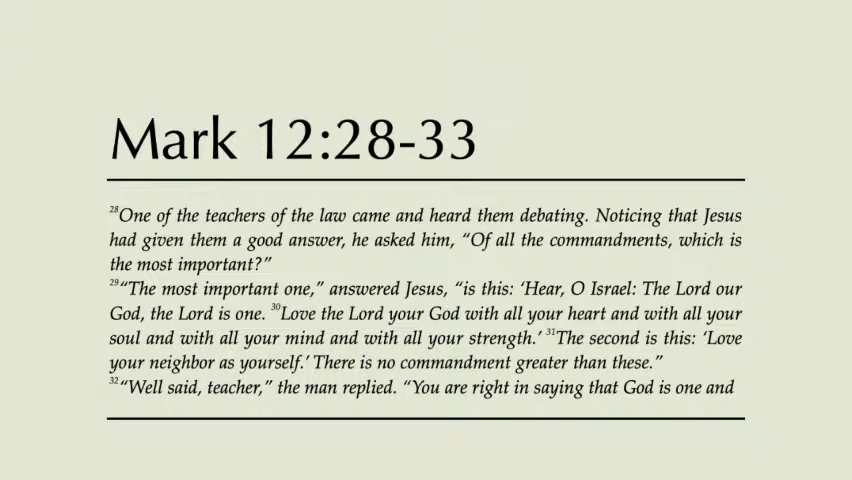 Mark 12:28-33
²⁸One of the teachers of the law came and heard them debating. Noticing that Jesus
had given them a good answer, he asked him, “Of all the commandments, which is
the most important?”
²⁹“The most important one,” answered Jesus, “is this: ‘Hear, O Israel: The Lord our
God, the Lord is one. ³⁰Love the Lord your God with all your heart and with all your
soul and with all your mind and with all your strength.’ ³¹The second is this: ‘Love
your neighbor as yourself.’ There is no commandment greater than these.”
³²“Well said, teacher,” the man replied. “You are right in saying that God is one and